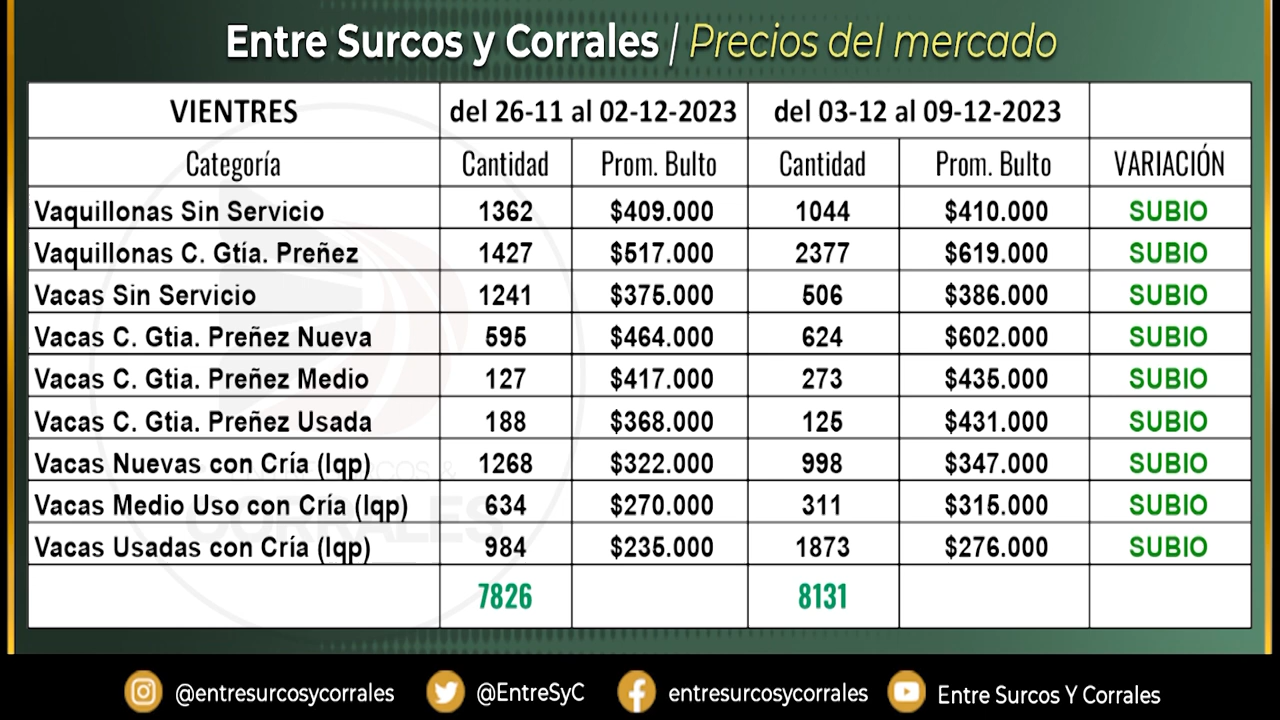 Entre Surcos y Corrales | Precios del mercado
VIENTRES del 26-11 al 02-12-2023 del 03-12 al 09-12-2023
Categoría Cantidad Prom. Bulto Cantidad Prom. Bulto VARIACIÓN
Vaquillonas Sin Servicio 1362 $409.000 1044 $410.000 SUBIO
Vaquillonas C. Gtía. Preñez 1427 $517.000 2377 $619.000 SUBIO
Vacas Sin Servicio 1241 $375.000 506 $386.000 SUBIO
Vacas C. Gtia. Preñez Nueva 595 $464.000 624 $602.000 SUBIO
Vacas C. Gtia. Preñez Medio 127 $417.000 273 $435.000 SUBIO
Vacas C. Gtia. Preñez Usada 188 $368.000 125 $431.000 SUBIO
Vacas Nuevas con Cría (lqp) 1268 $322.000 998 $347.000 SUBIO
Vacas Medio Uso con Cría (lqp) 634 $270.000 311 $315.000 SUBIO
Vacas Usadas con Cría (lqp) 984 $235.000 1873 $276.000 SUBIO
7826 8131
CORRALES
@entresurcosycorrales @EntreSyC entresurcosycorrales Entre Surcos Y Corrales